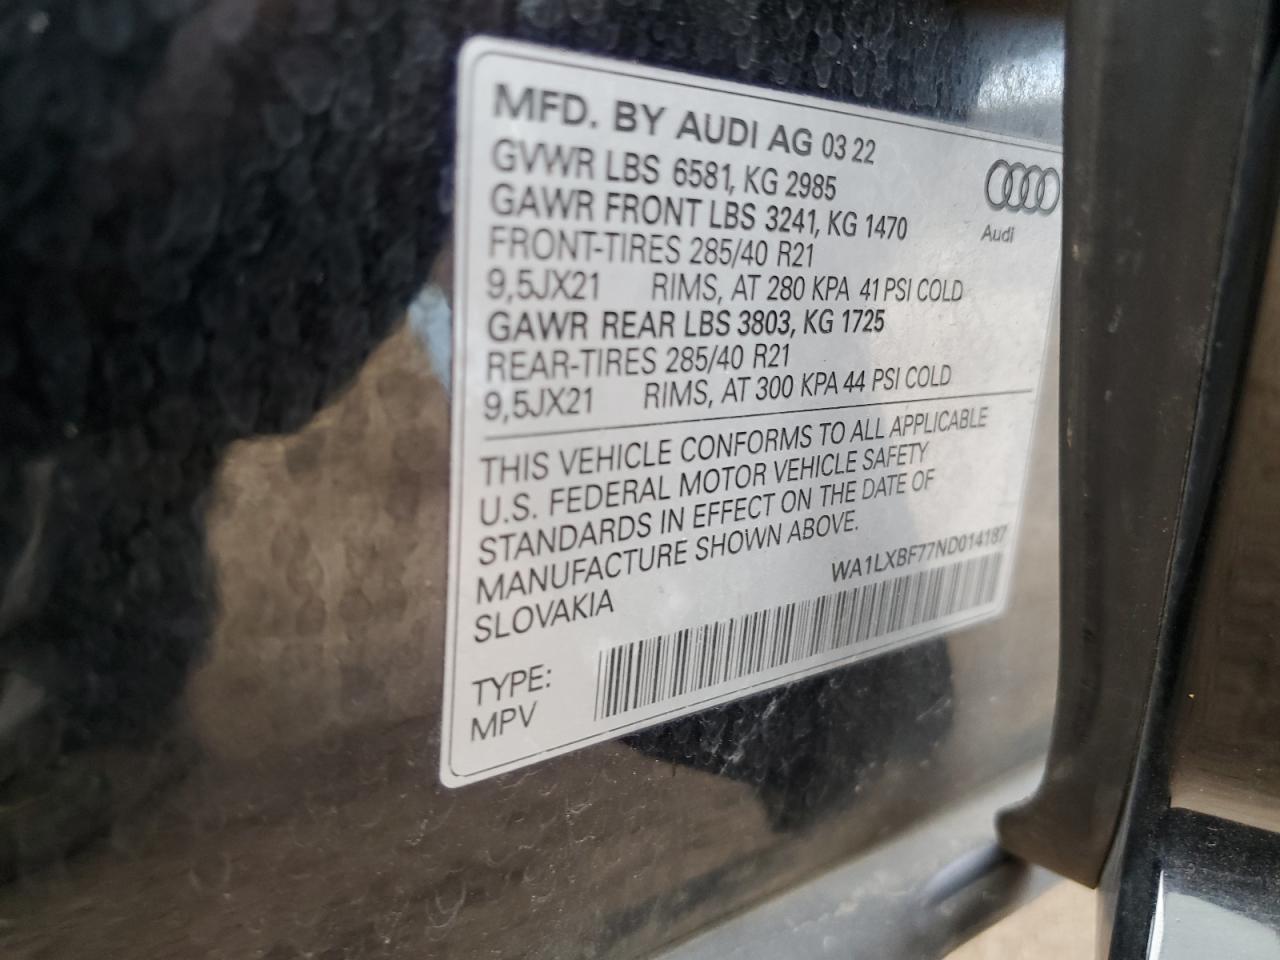 MFD. BY AUDI AG 03 22
GVWR LBS 6581, KG 2985
GAWR FRONT LBS 3241, KG 1470
FRONT-TIRES 285/40 R21
9,5JX21 RIMS, AT 280 KPA 41 PSI COLD
GAWR REAR LBS 3803, KG 1725
REAR-TIRES 285/40 R21
9,5JX21 RIMS, AT 300 KPA 44 PSI COLD
Audi
THIS VEHICLE CONFORMS TO ALL APPLICABLE
U.S. FEDERAL MOTOR VEHICLE SAFETY
STANDARDS IN EFFECT ON THE DATE OF
MANUFACTURE SHOWN ABOVE.
SLOVAKIA
WA1LXBF77ND014187
TYPE:
MPV